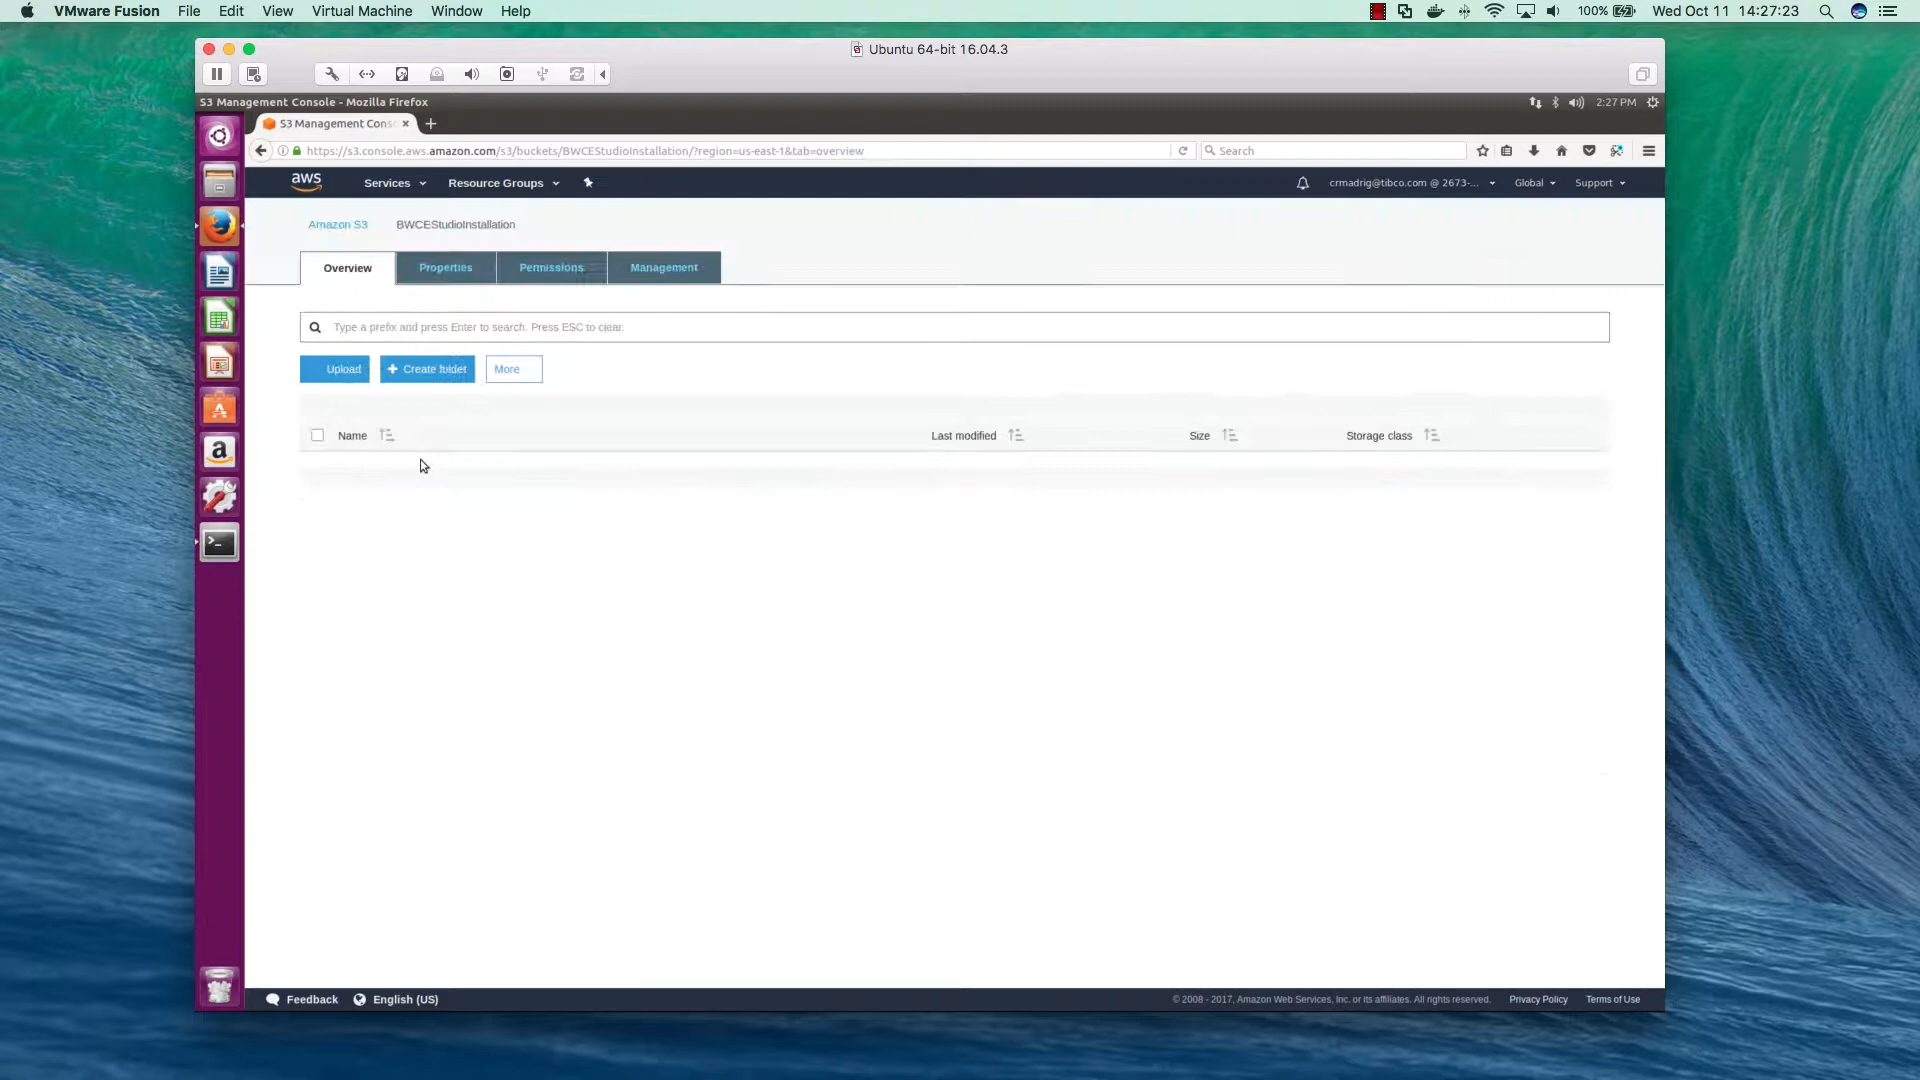 VMware Fusion File Edit View Virtual Machine Window Help 100% Wed Oct 11 14:27:23
Ubuntu 64-bit 16.04.3
S3 Management Console - Mozilla Firefox 2:27 PM
S3 Management Conso
https://s3.console.aws.amazon.com/s3/buckets/BWCEStudioInstallation/?region=us-east-1&tab=overview Search
aws Services Resource Groups crmadrig@tibco.com @ 2673-... Global Support
Amazon S3 BWCEStudioInstallation
Overview Properties Permissions Management
Type a prefix and press Enter to search. Press ESC to clear.
Upload Create folder More
Name Last modified Size Storage class
Feedback English (US) © 2008 - 2017, Amazon Web Services, Inc. or its affiliates. All rights reserved. Privacy Policy Terms of Use